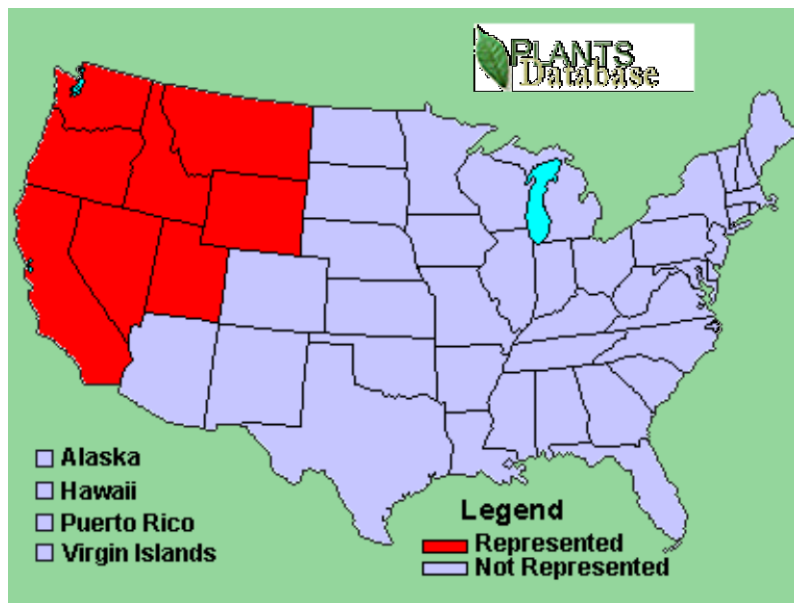 PLANTS
Database
Alaska
Hawaii
Puerto Rico
Virgin Islands
Legend
Represented
Not Represented